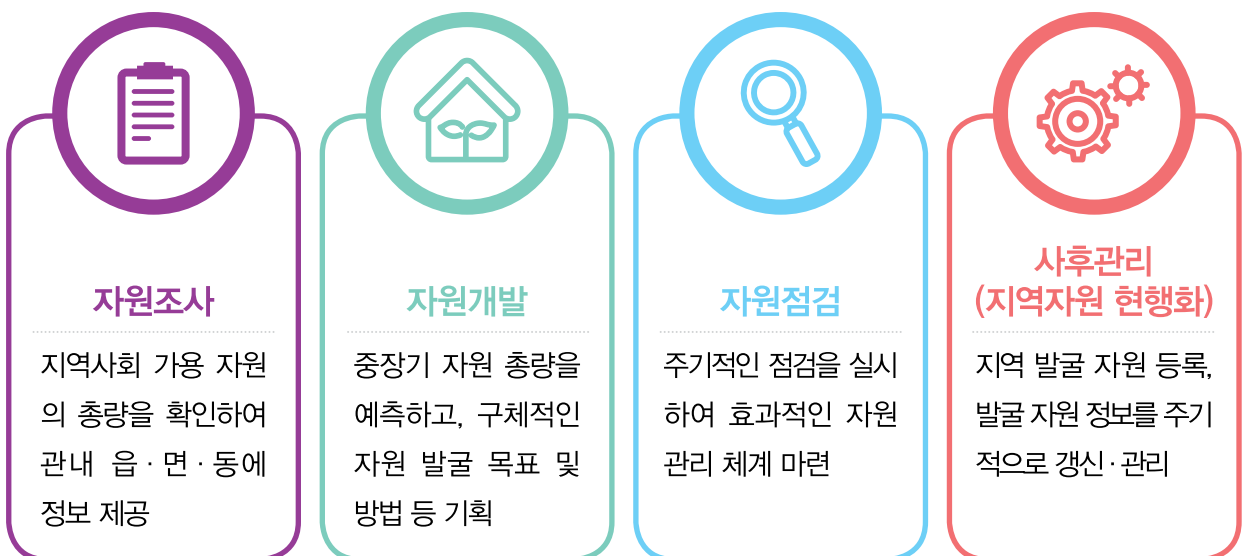 자원조사
지역사회 가용 자원
의 총량을 확인하여
관내 읍·면·동에
정보 제공
자원개발
중장기 자원 총량을
예측하고, 구체적인
자원 발굴 목표 및
방법 등 기획
자원점검
주기적인 점검을 실시
하여 효과적인 자원
관리 체계 마련
사후관리
(지역자원 현행화)
지역 발굴 자원 등록,
발굴 자원 정보를 주기
적으로 갱신·관리